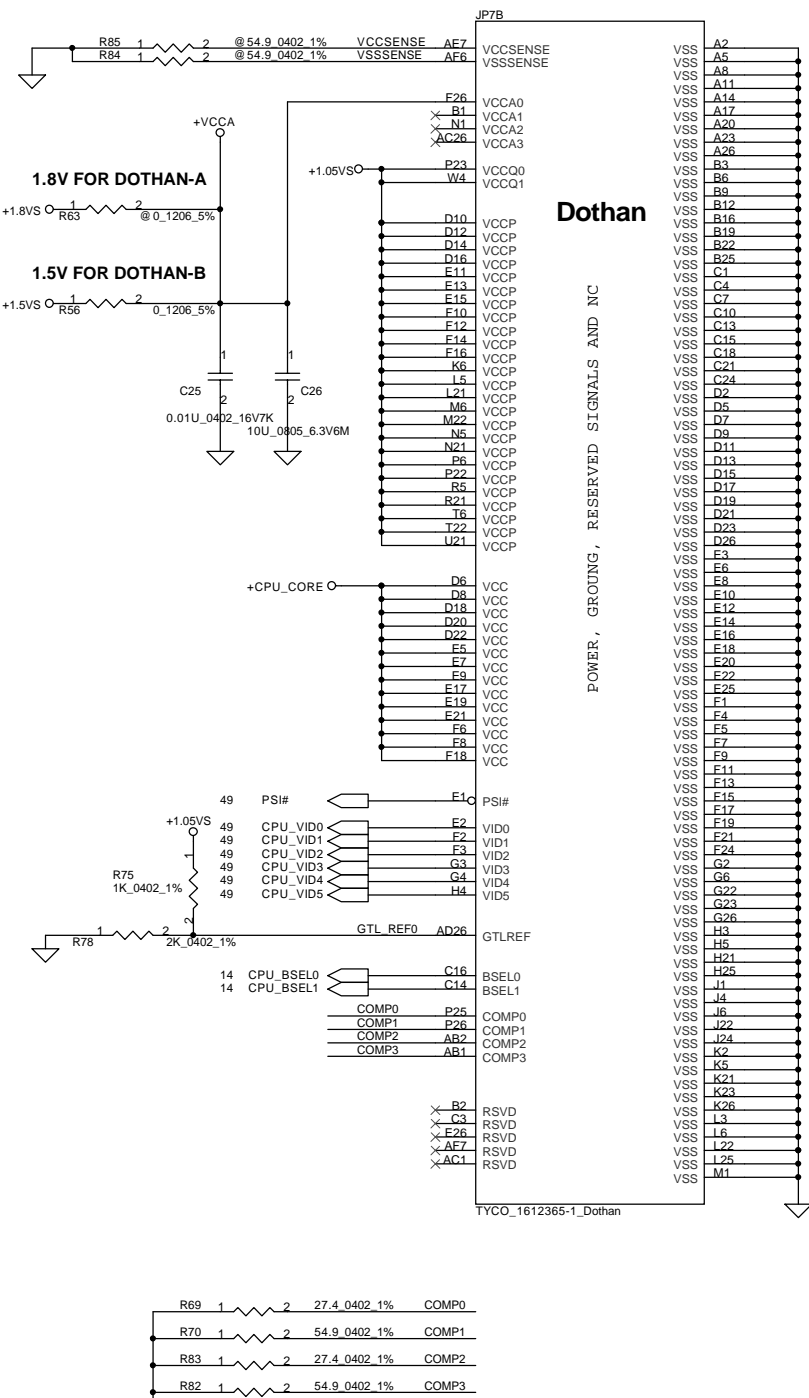 JP7B
R85 1 2 @54.9_0402_1% VCCSENSE AE7 VCCSENSE VSS A2
R84 1 2 @54.9_0402_1% VSSSENSE AF6 VSSSENSE VSS A5
VSS A8
VSS A11
F26 VCCA0 VSS A14
B1 VCCA1 VSS A17
+VCCA N1 VCCA2 VSS A20
AC26 VCCA3 VSS A23
VSS A26
+1.05VS P23 VCCQ0 VSS B3
1.8V FOR DOTHAN-A W4 VCCQ1 VSS B6
VSS B9
+1.8VS R63 1 2 @0_1206_5% Dothan VSS B12
D10 VCCP VSS B16
D12 VCCP VSS B19
D14 VCCP VSS B22
D16 VCCP VSS B25
1.5V FOR DOTHAN-B E11 VCCP VSS C1
E13 VCCP VSS C4
+1.5VS R56 1 2 0_1206_5% E15 VCCP VSS C7
F10 VCCP VSS C10
F12 VCCP VSS C13
F14 VCCP VSS C15
1 1 F16 VCCP VSS C18
K6 VCCP VSS C21
C25 C26 L5 VCCP VSS C24
2 2 L21 VCCP VSS D2
0.01U_0402_16V7K M6 VCCP VSS D5
10U_0805_6.3V6M M22 VCCP VSS D7
N5 VCCP VSS D9
N21 VCCP VSS D11
P6 VCCP VSS D13
P22 VCCP VSS D15
R5 VCCP VSS D17
R21 VCCP VSS D19
T6 VCCP VSS D21
T22 VCCP VSS D23
U21 VCCP VSS D26
VSS E3
VSS E6
+CPU_CORE D6 VCC VSS E8
D8 VCC VSS E10
D18 VCC VSS E12
D20 VCC VSS E14
D22 VCC VSS E16
E5 VCC VSS E18
E7 VCC VSS E20
E9 VCC VSS E22
E17 VCC VSS E25
E19 VCC VSS F1
E21 VCC VSS F4
F6 VCC VSS F5
F8 VCC VSS F7
F18 VCC VSS F9
POWER, GROUNG, RESERVED SIGNALS AND NC
VSS F11
VSS F13
49 PSI# E1 PSI# VSS F15
VSS F17
+1.05VS
49 CPU_VID0 E2 VID0 VSS F19
49 CPU_VID1 F2 VID1 VSS F21
49 CPU_VID2 F3 VID2 VSS F24
49 CPU_VID3 G3 VID3 VSS G2
49 CPU_VID4 G4 VID4 VSS G6
49 CPU_VID5 H4 VID5 VSS G22
1
R75
1K_0402_1%
2
VSS G23
VSS G26
R78 1 2 2K_0402_1% GTL_REF0 AD26 GTLREF VSS H3
VSS H5
VSS H21
14 CPU_BSEL0 C16 BSEL0 VSS H25
14 CPU_BSEL1 C14 BSEL1 VSS J1
VSS J4
COMP0 P25 COMP0 VSS J6
COMP1 P26 COMP1 VSS J22
COMP2 AB2 COMP2 VSS J24
COMP3 AB1 COMP3 VSS K2
VSS K5
VSS K21
VSS K23
B2 RSVD VSS K26
C3 RSVD VSS L3
E26 RSVD VSS L6
AF7 RSVD VSS L22
AC1 RSVD VSS L25
VSS M1
TYCO_1612365-1_Dothan
R69 1 2 27.4_0402_1% COMP0
R70 1 2 54.9_0402_1% COMP1
R83 1 2 27.4_0402_1% COMP2
R82 1 2 54.9_0402_1% COMP3